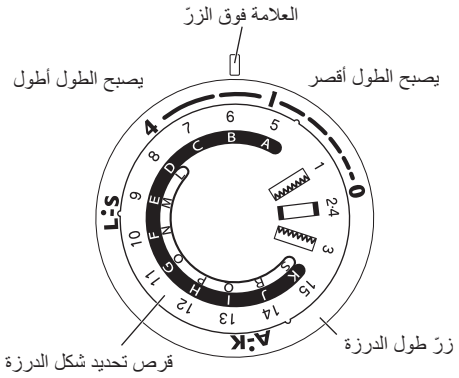 العلامة فوق الزرّ
يصبح الطول أطول
يصبح الطول أقصر
4 1 0
L÷S
A÷K
1 2·4 3
5 6 7 8 9 10 11 12 13 14 15
A B C D E F G H I J K
L M N O P Q R S
زرّ طول الدرزة
قرص تحديد شكل الدرزة